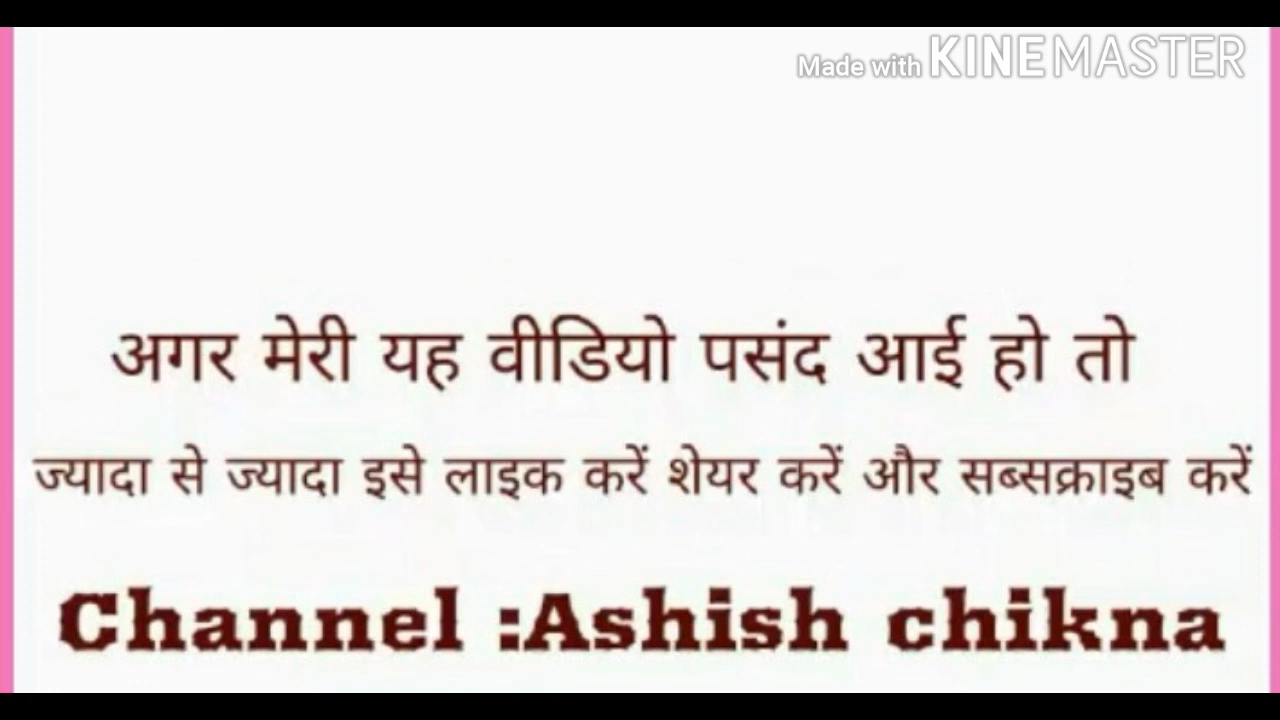 Made with KINEMASTER
अगर मेरी यह वीडियो पसंद आई हो तो
ज्यादा से ज्यादा इसे लाइक करें शेयर करें और सब्सक्राइब करें
Channel :Ashish chikna